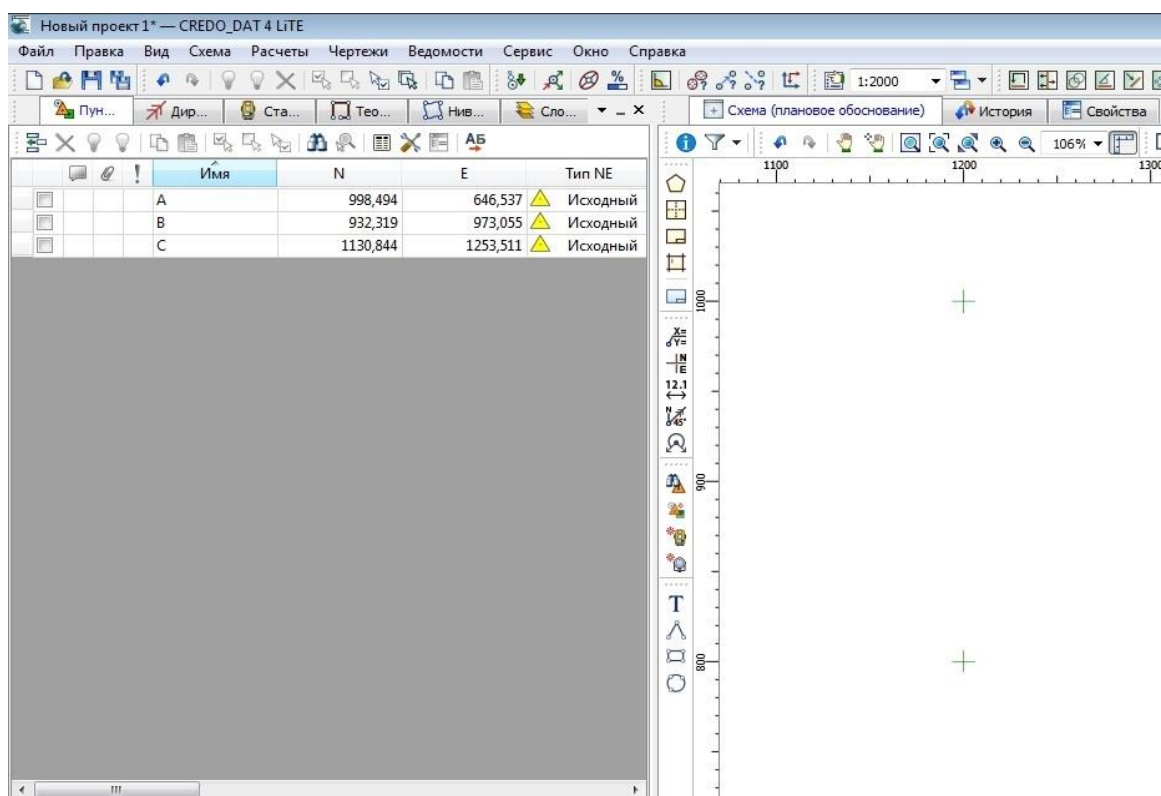 Новый проект 1* — CREDO_DAT 4 LiTE
Файл Правка Вид Схема Расчеты Чертежи Ведомости Сервис Окно Справка
1:2000
Пун... Дир... Ста... Тео... Нив... Сло... Схема (плановое обоснование) История Свойства
АБ 106%
Имя N E Тип NE
A 998,494 646,537 Исходный
B 932,319 973,055 Исходный
C 1130,844 1253,511 Исходный
1100 1200 1300
1000
X=
Y=
N
E
12.1
N
45°
900
T
800